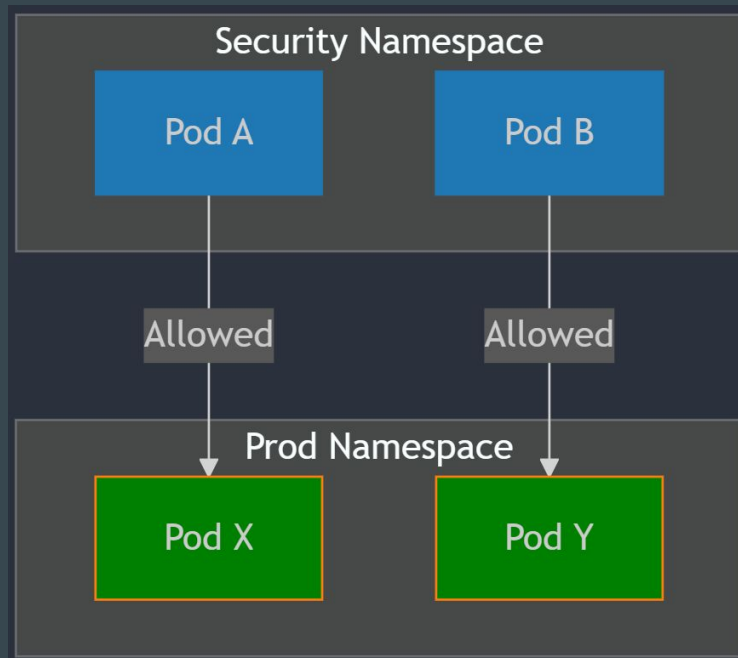 Security Namespace
Pod A
Pod B
Allowed
Allowed
Prod Namespace
Pod X
Pod Y